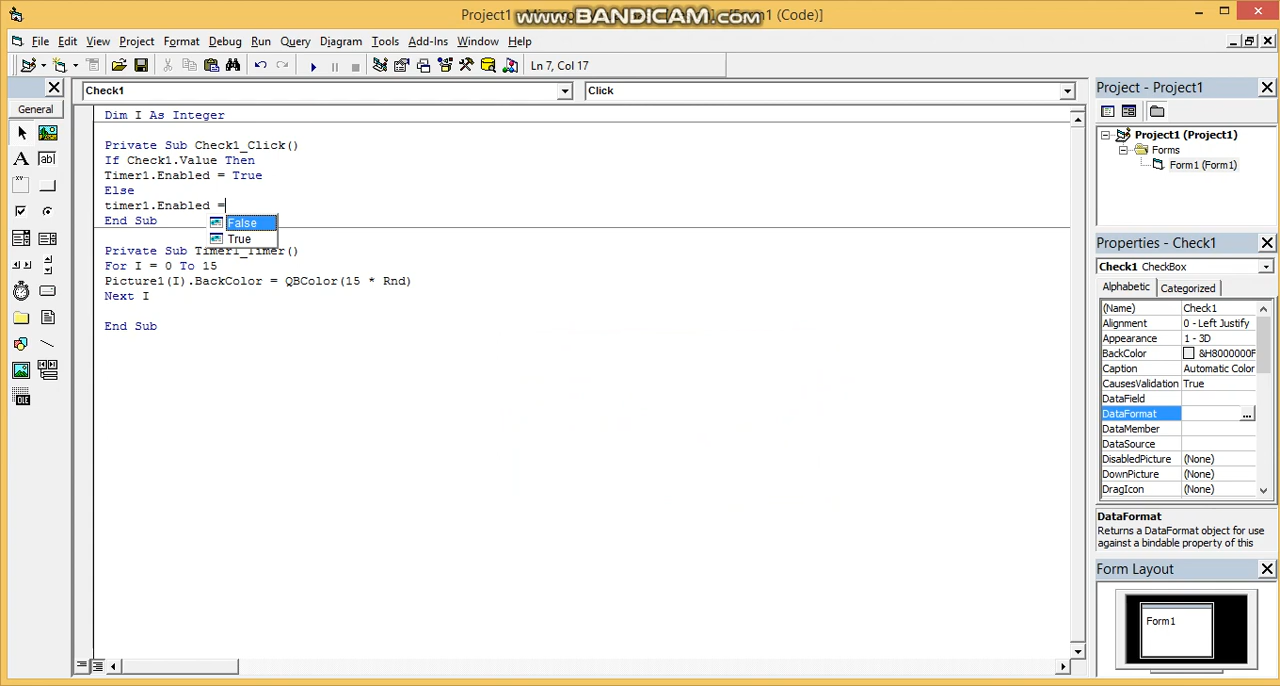 Project1 - Mi
www.BANDICAM.com
[Form1 (Code)]
File Edit View Project Format Debug Run Query Diagram Tools Add-Ins Window Help
Ln 7, Col 17
General
Check1
Click
Dim I As Integer
Private Sub Check1_Click()
If Check1.Value Then
Timer1.Enabled = True
Else
timer1.Enabled =
End Sub
False
True
Private Sub Timer1_Timer()
For I = 0 To 15
Picture1(I).BackColor = QBColor(15 * Rnd)
Next I
End Sub
Project - Project1
Project1 (Project1)
Forms
Form1 (Form1)
Properties - Check1
Check1 CheckBox
Alphabetic Categorized
(Name) Check1
Alignment 0 - Left Justify
Appearance 1 - 3D
BackColor &H8000000F
Caption Automatic Color
CausesValidation True
DataField
DataFormat ...
DataMember
DataSource
DisabledPicture (None)
DownPicture (None)
DragIcon (None)
DataFormat
Returns a DataFormat object for use
against a bindable property of this
Form Layout
Form1